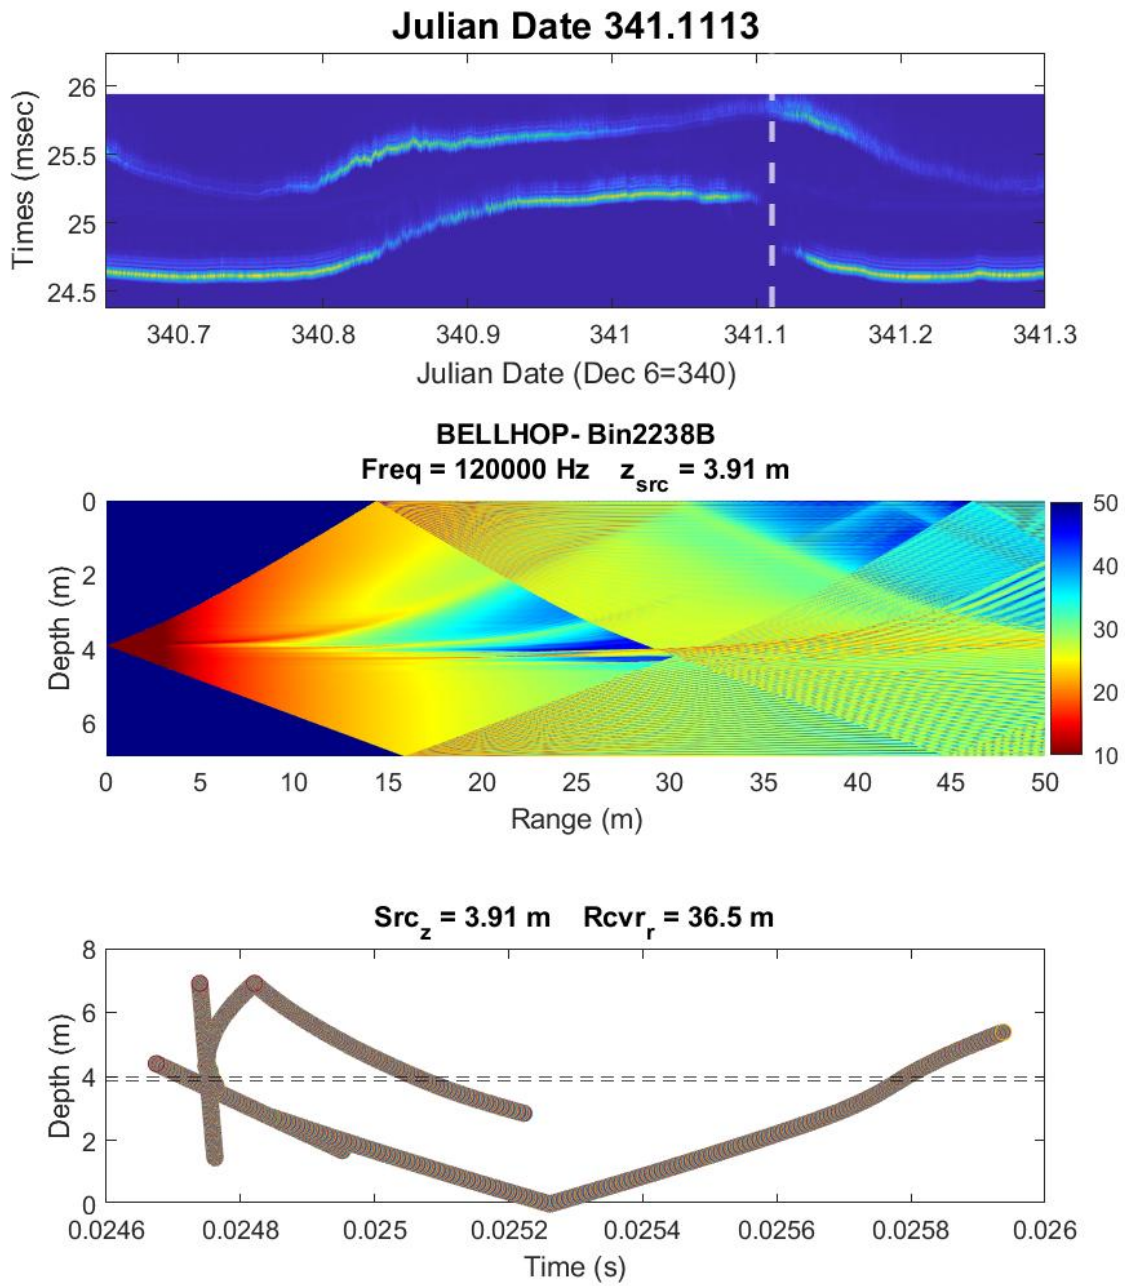 Julian Date 341.1113
Times (msec)
26
25.5
25
24.5
340.7 340.8 340.9 341 341.1 341.2 341.3
Julian Date (Dec 6=340)
BELLHOP- Bin2238B
Freq = 120000 Hz z_src = 3.91 m
Depth (m)
0
2
4
6
0 5 10 15 20 25 30 35 40 45 50
Range (m)
50
40
30
20
10
Src_z = 3.91 m Rcvr_r = 36.5 m
Depth (m)
8
6
4
2
0
0.0246 0.0248 0.025 0.0252 0.0254 0.0256 0.0258 0.026
Time (s)